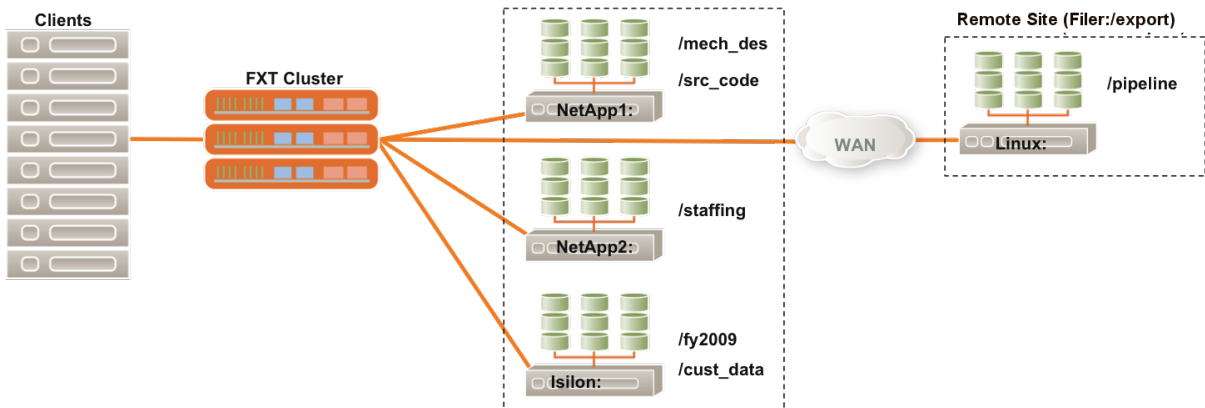 Clients
FXT Cluster
/mech_des
/src_code
NetApp1:
/staffing
NetApp2:
/fy2009
/cust_data
Isilon:
WAN
Remote Site (Filer:/export)
/pipeline
Linux: